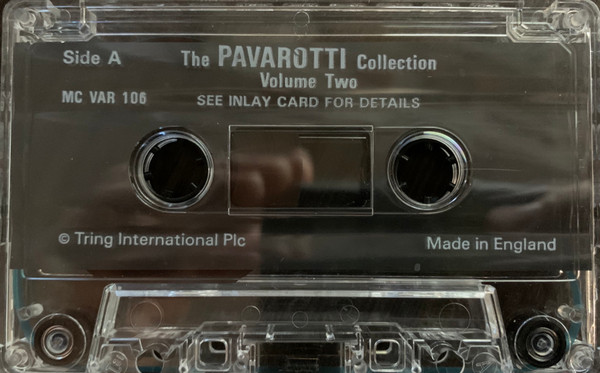 Side A
The PAVAROTTI Collection
Volume Two
MC VAR 106
SEE INLAY CARD FOR DETAILS
© Tring International Plc
Made in England